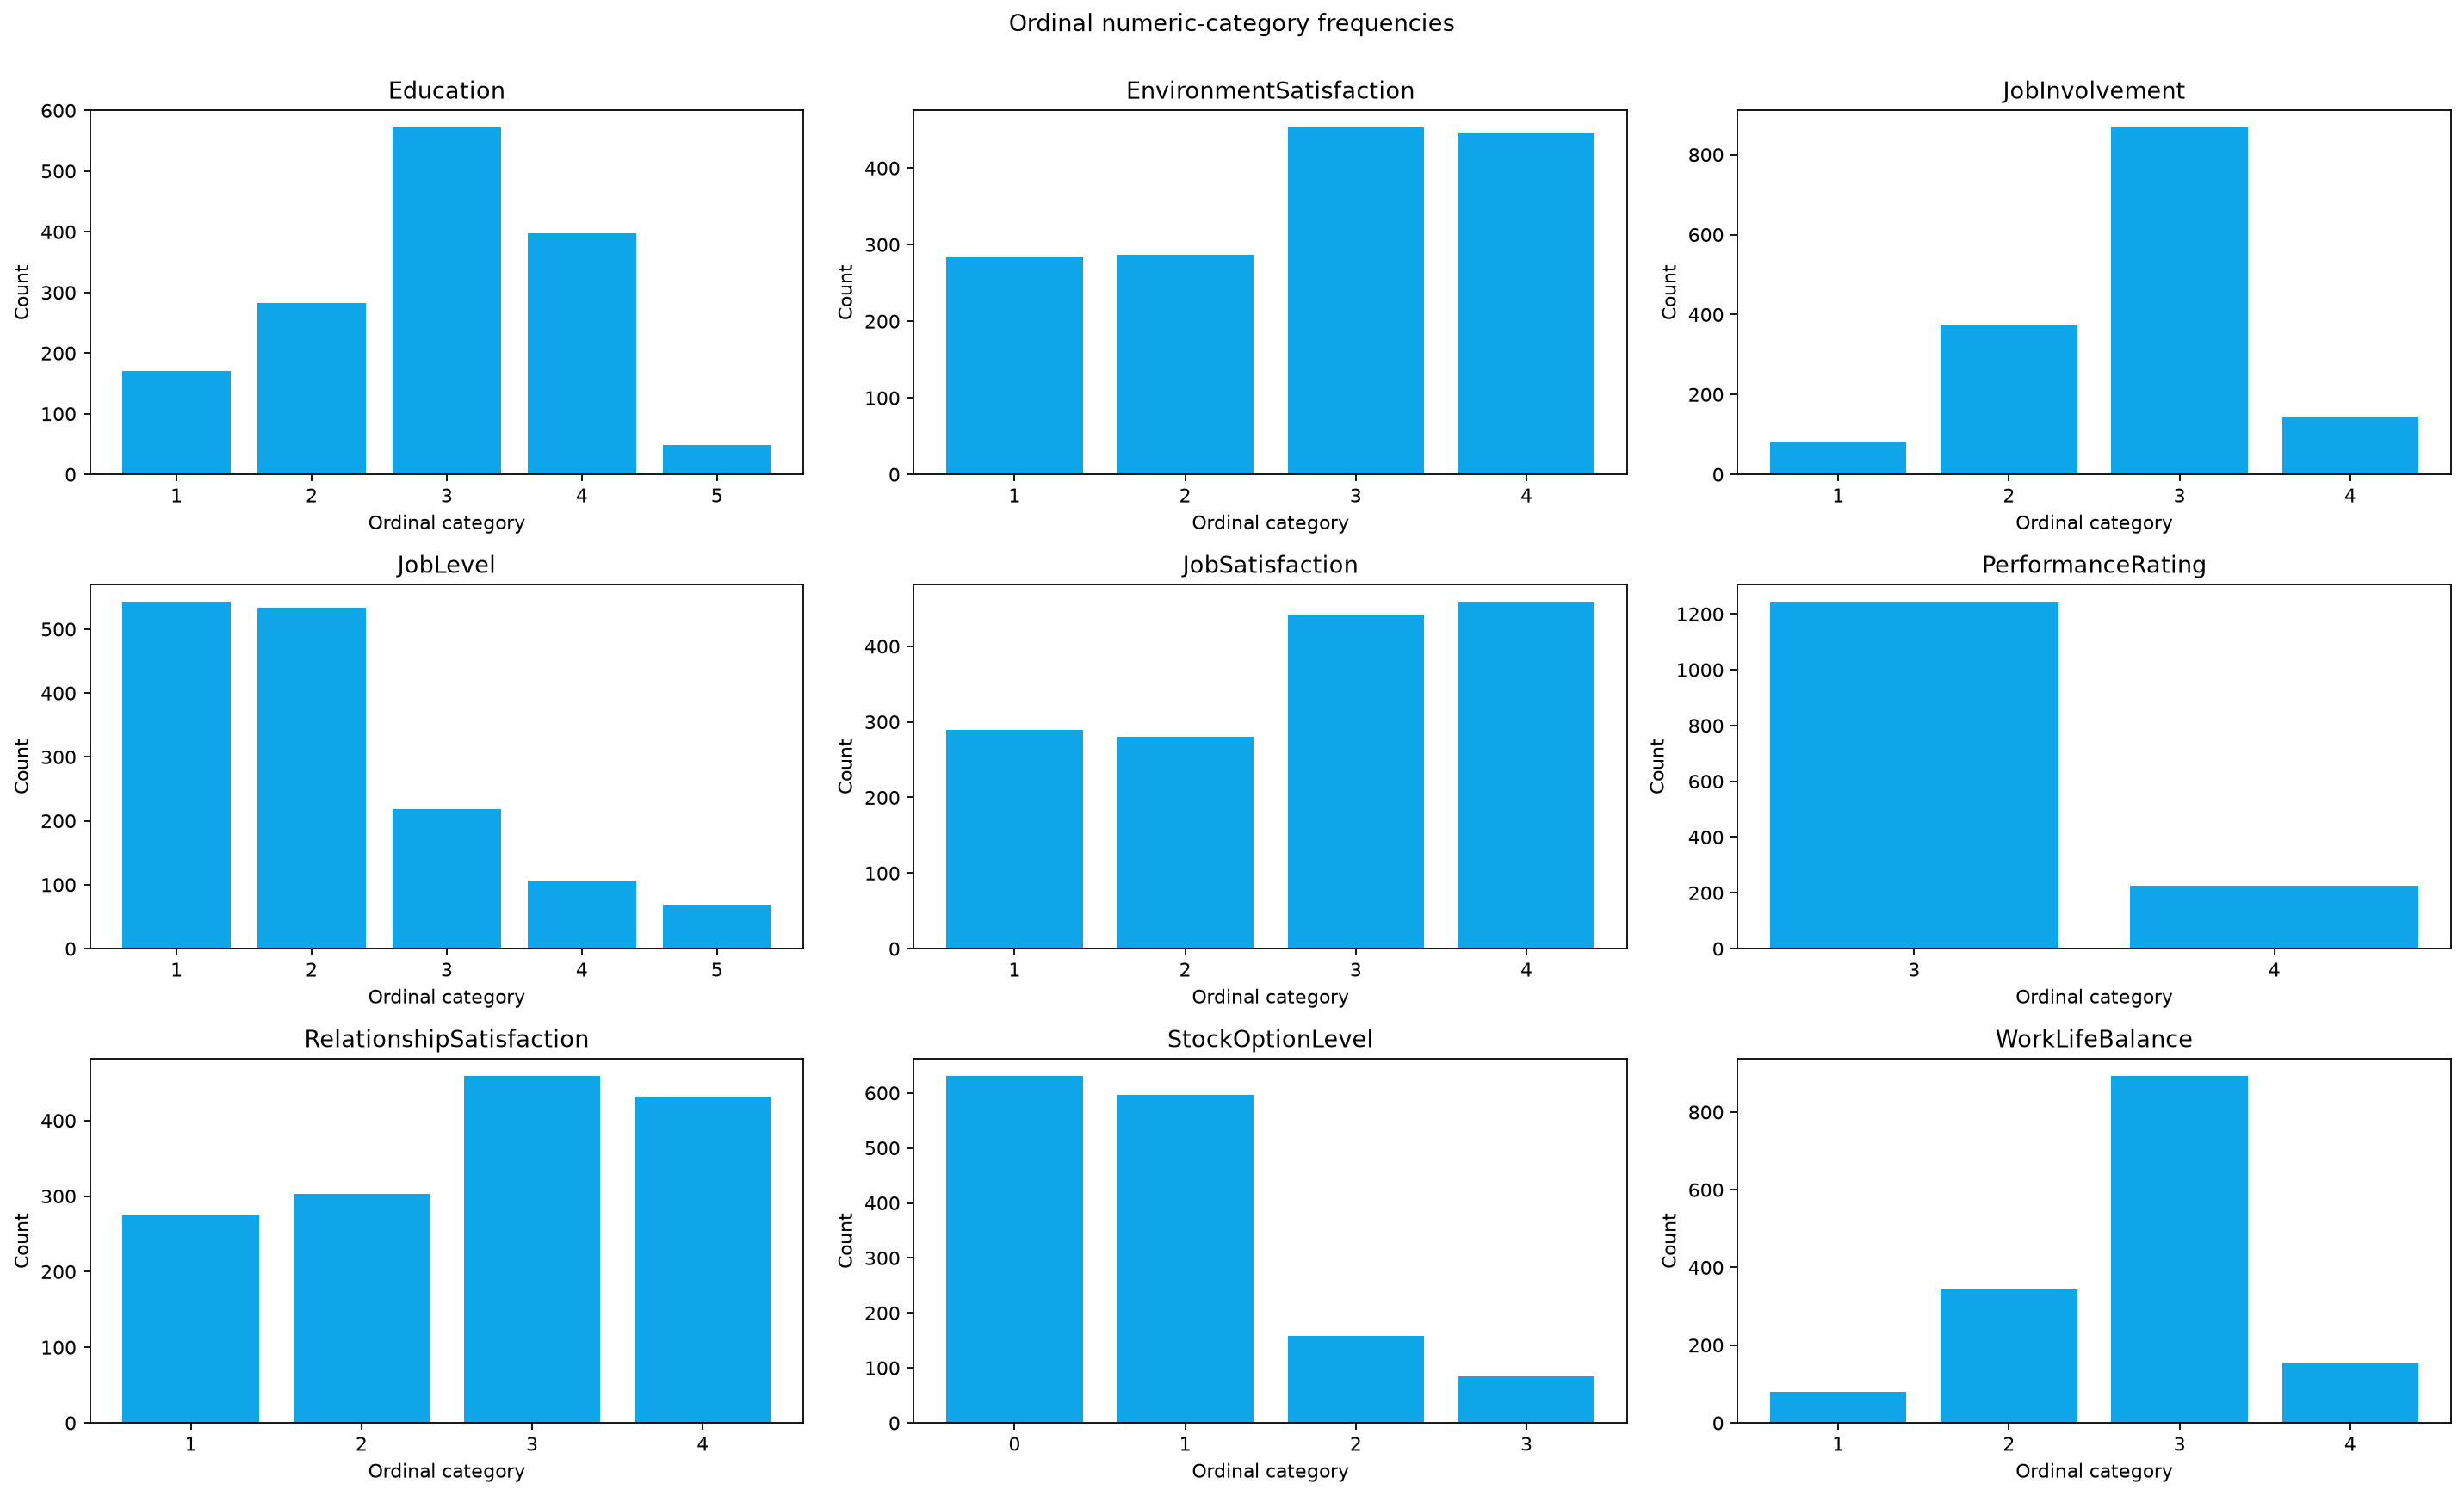 Ordinal numeric-category frequencies
Education
600
500
400
300
200
100
0
Count
1 2 3 4 5
Ordinal category
EnvironmentSatisfaction
400
300
200
100
0
Count
1 2 3 4
Ordinal category
JobInvolvement
800
600
400
200
0
Count
1 2 3 4
Ordinal category
JobLevel
500
400
300
200
100
0
Count
1 2 3 4 5
Ordinal category
JobSatisfaction
400
300
200
100
0
Count
1 2 3 4
Ordinal category
PerformanceRating
1200
1000
800
600
400
200
0
Count
3 4
Ordinal category
RelationshipSatisfaction
400
300
200
100
0
Count
1 2 3 4
Ordinal category
StockOptionLevel
600
500
400
300
200
100
0
Count
0 1 2 3
Ordinal category
WorkLifeBalance
800
600
400
200
0
Count
1 2 3 4
Ordinal category